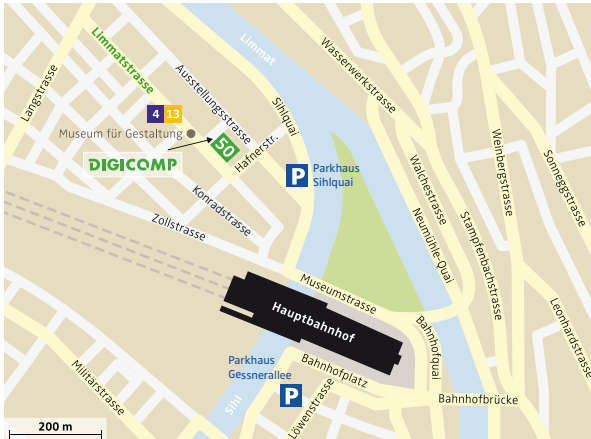 Limmat
Wasserwerkstrasse
Limmatstrasse
Langstrasse
Ausstellungsstrasse
Sihlquai
4 13
Museum für Gestaltung
50
Hafnerstr.
DIGICOMP
P Parkhaus
Sihlquai
Walchestrasse
Weinbergstrasse
Sonneggstrasse
Konradstrasse
Zollstrasse
Neumühle-Quai
Stampfenbachstrasse
Museumstrasse
Hauptbahnhof
Leonhardstrasse
Bahnhofquai
Parkhaus
Gessnerallee
P
Bahnhofplatz
Militärstrasse
Sihl
Löwenstrasse
Bahnhofbrücke
200 m